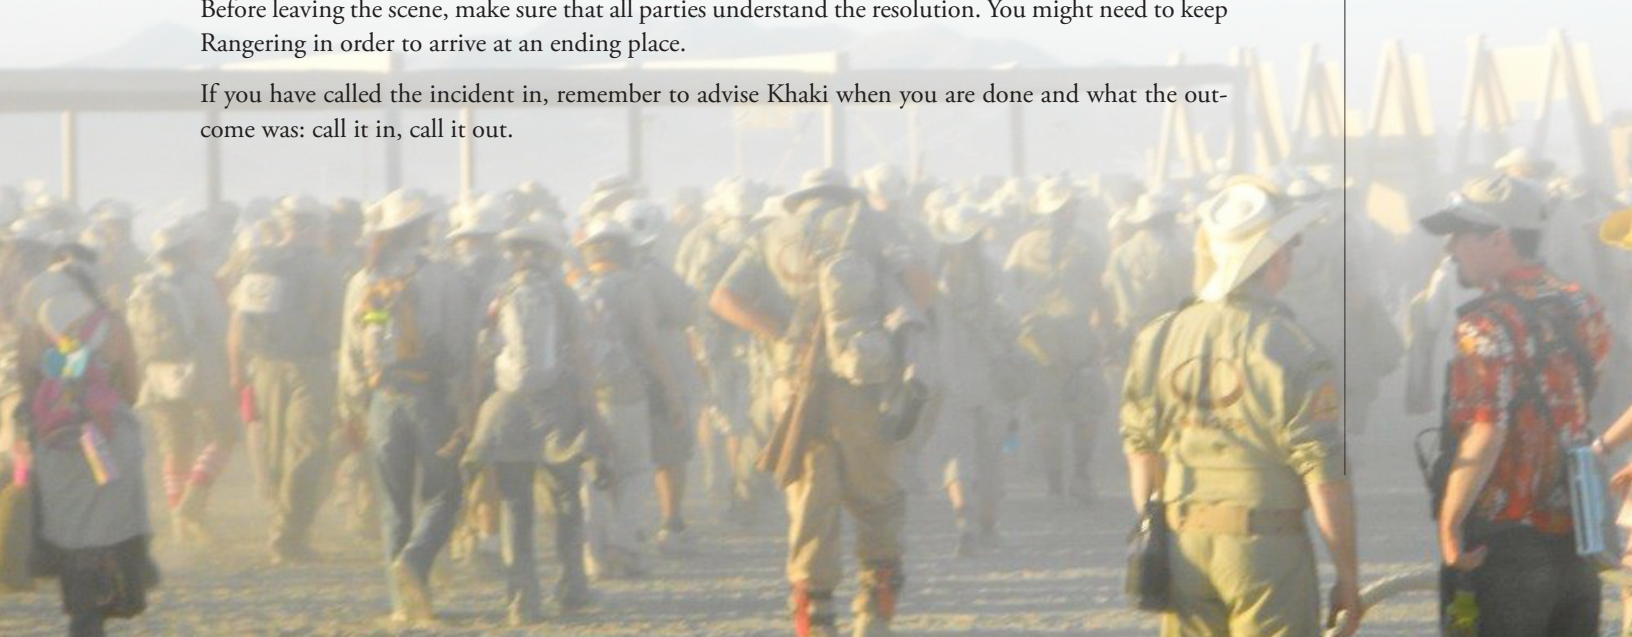 Before leaving the scene, make sure that all parties understand the resolution. You might need to keep
Rangering in order to arrive at an ending place.
If you have called the incident in, remember to advise Khaki when you are done and what the out-
come was: call it in, call it out.